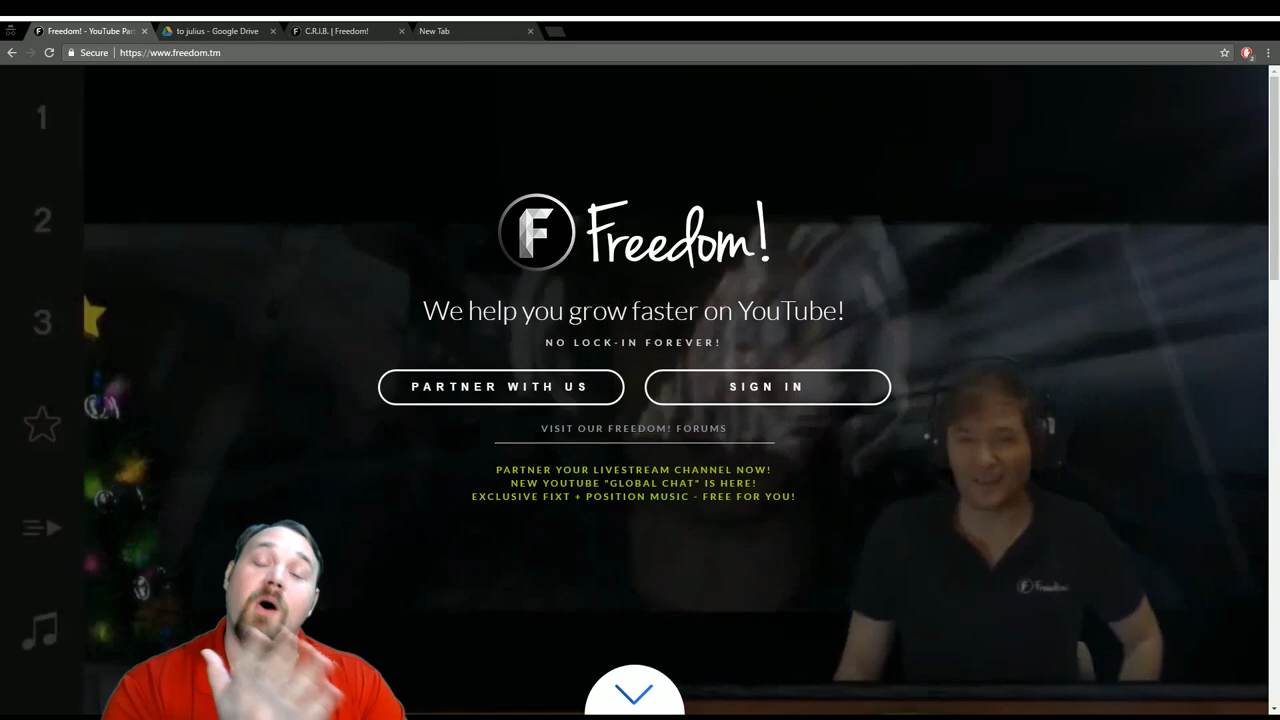 Freedom! - YouTube Par
to julius - Google Drive
C.R.I.B. | Freedom!
New Tab
Secure
https://www.freedom.tm
1
2
3
F Freedom!
We help you grow faster on YouTube!
NO LOCK-IN FOREVER!
PARTNER WITH US
SIGN IN
VISIT OUR FREEDOM! FORUMS
PARTNER YOUR LIVESTREAM CHANNEL NOW!
NEW YOUTUBE "GLOBAL CHAT" IS HERE!
EXCLUSIVE FIXT + POSITION MUSIC - FREE FOR YOU!
F Freedom!